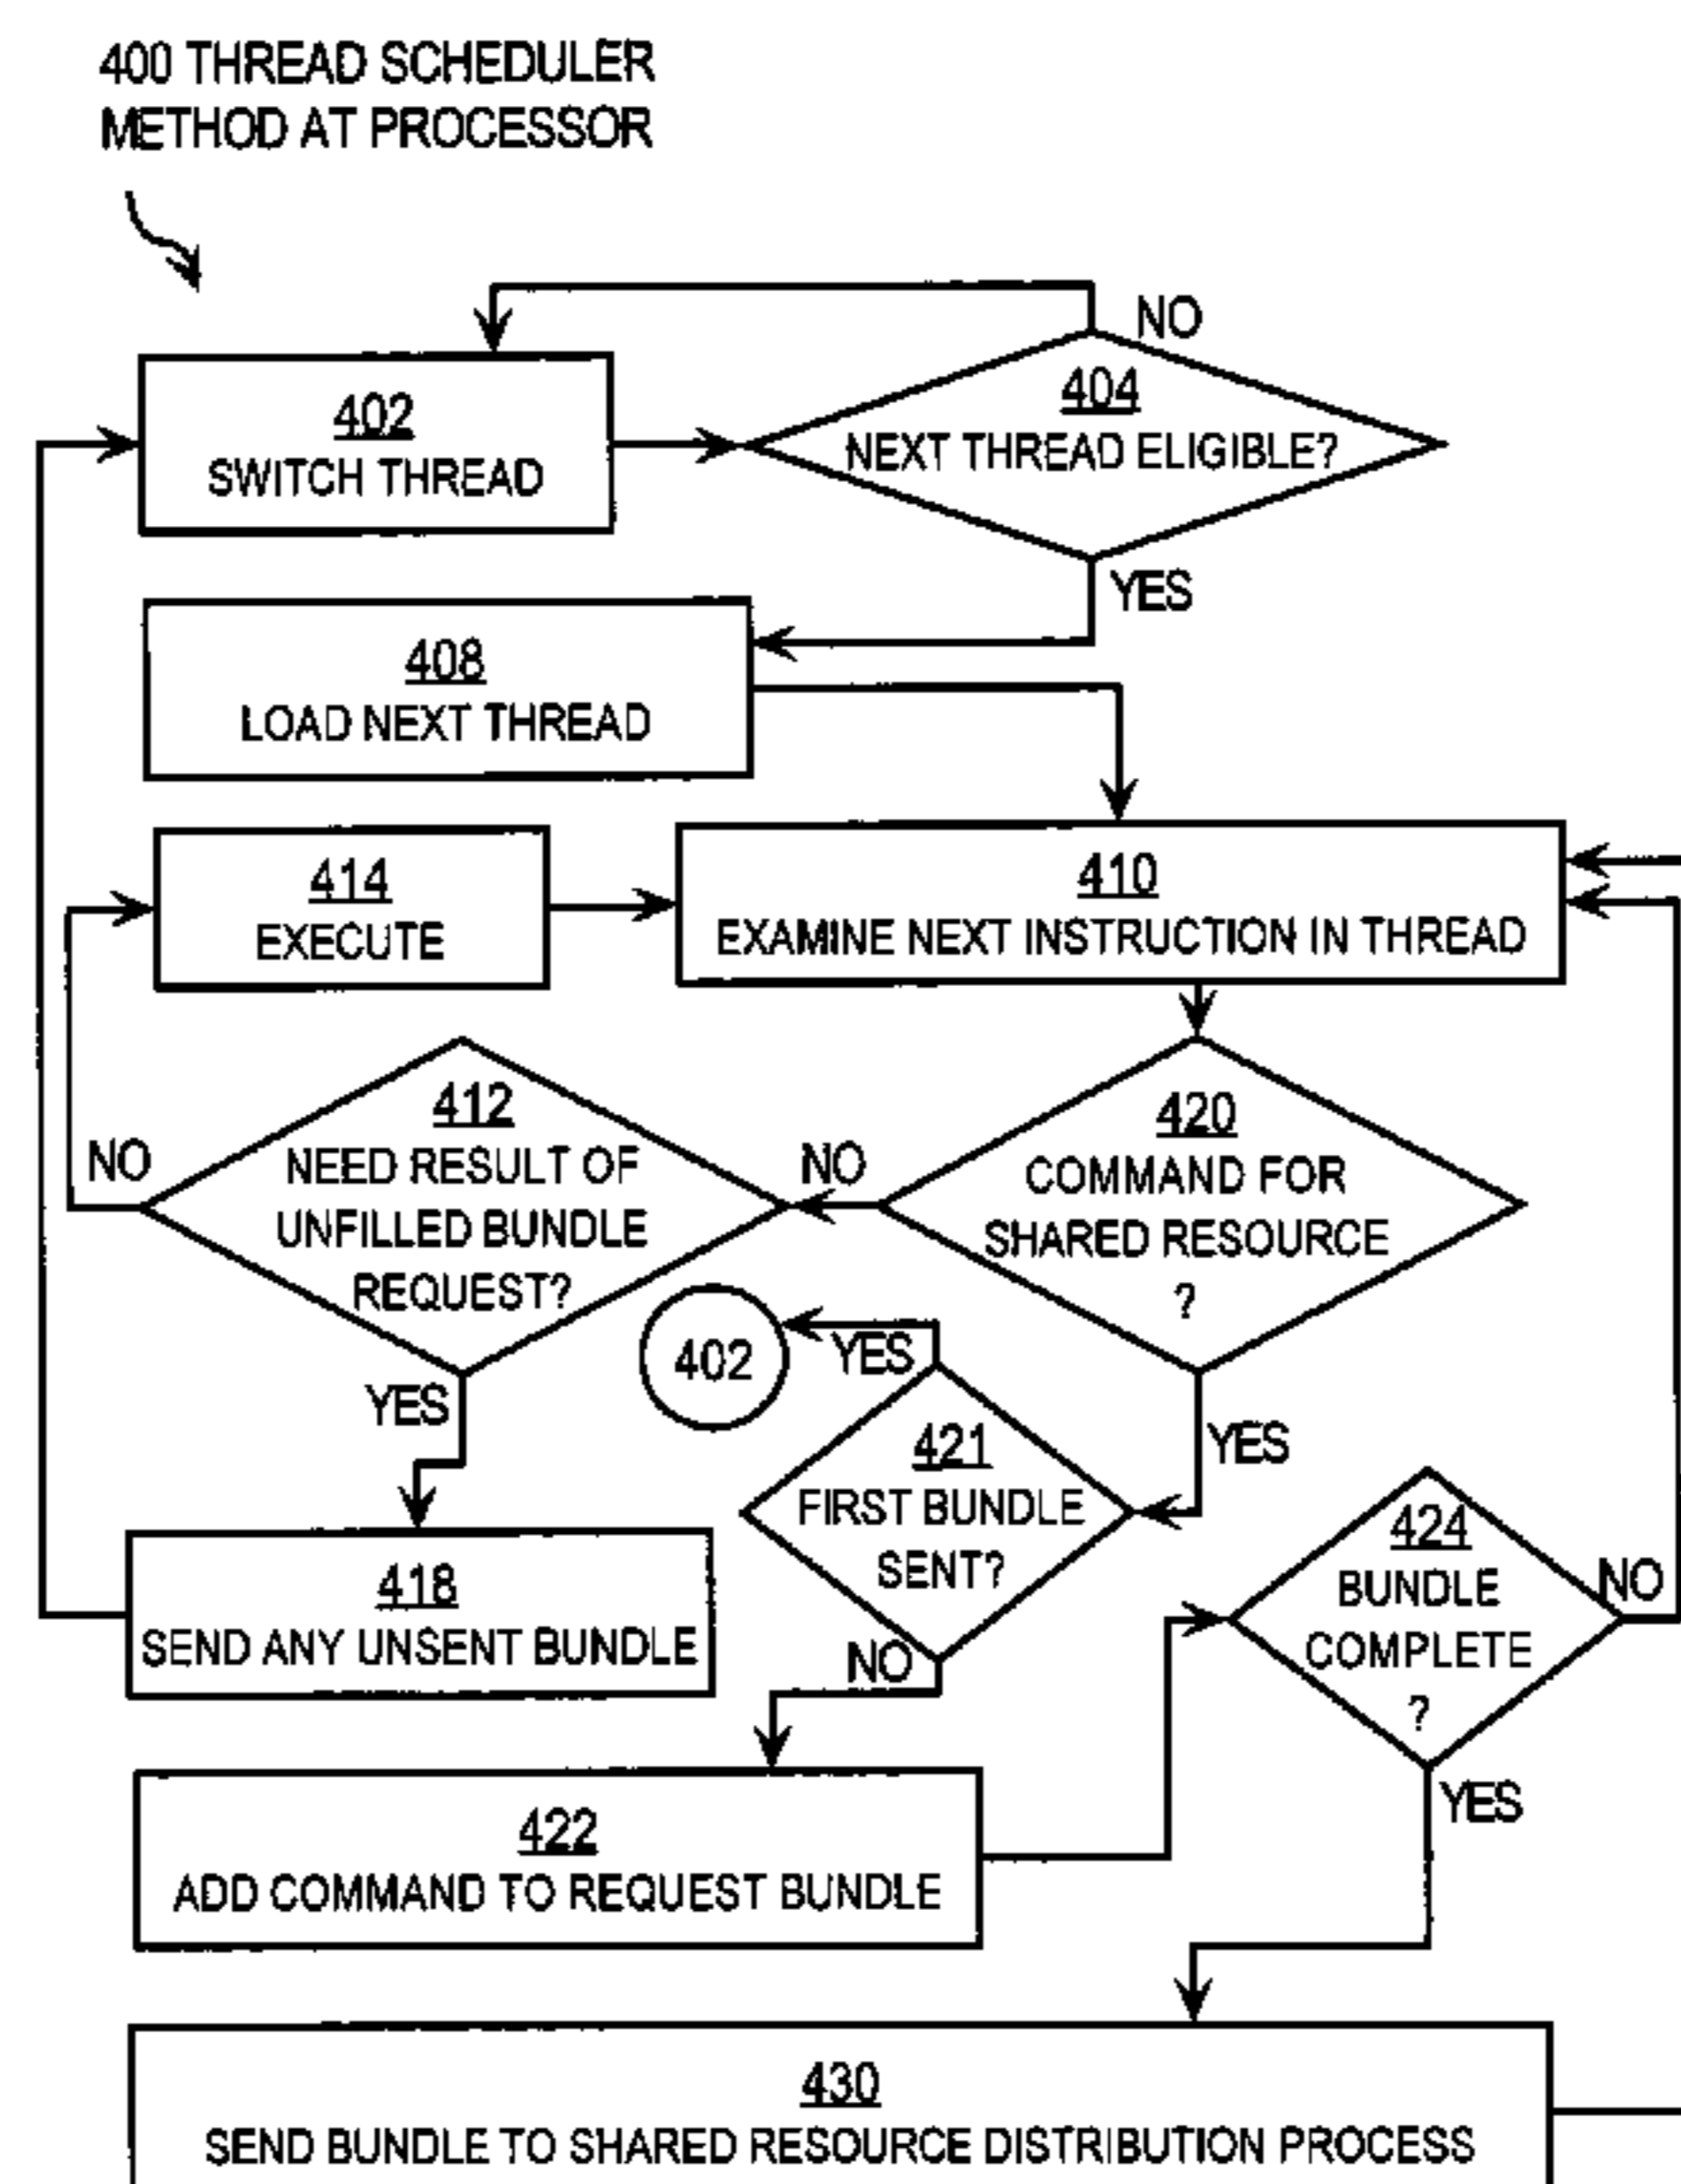 400 THREAD SCHEDULER
METHOD AT PROCESSOR
NO
402
SWITCH THREAD
404
NEXT THREAD ELIGIBLE?
YES
408
LOAD NEXT THREAD
414
EXECUTE
410
EXAMINE NEXT INSTRUCTION IN THREAD
412
NEED RESULT OF
UNFILLED BUNDLE
REQUEST?
NO
NO
420
COMMAND FOR
SHARED RESOURCE
?
402
YES
YES
YES
421
FIRST BUNDLE
SENT?
NO
418
SEND ANY UNSENT BUNDLE
424
BUNDLE
COMPLETE
?
NO
YES
422
ADD COMMAND TO REQUEST BUNDLE
430
SEND BUNDLE TO SHARED RESOURCE DISTRIBUTION PROCESS